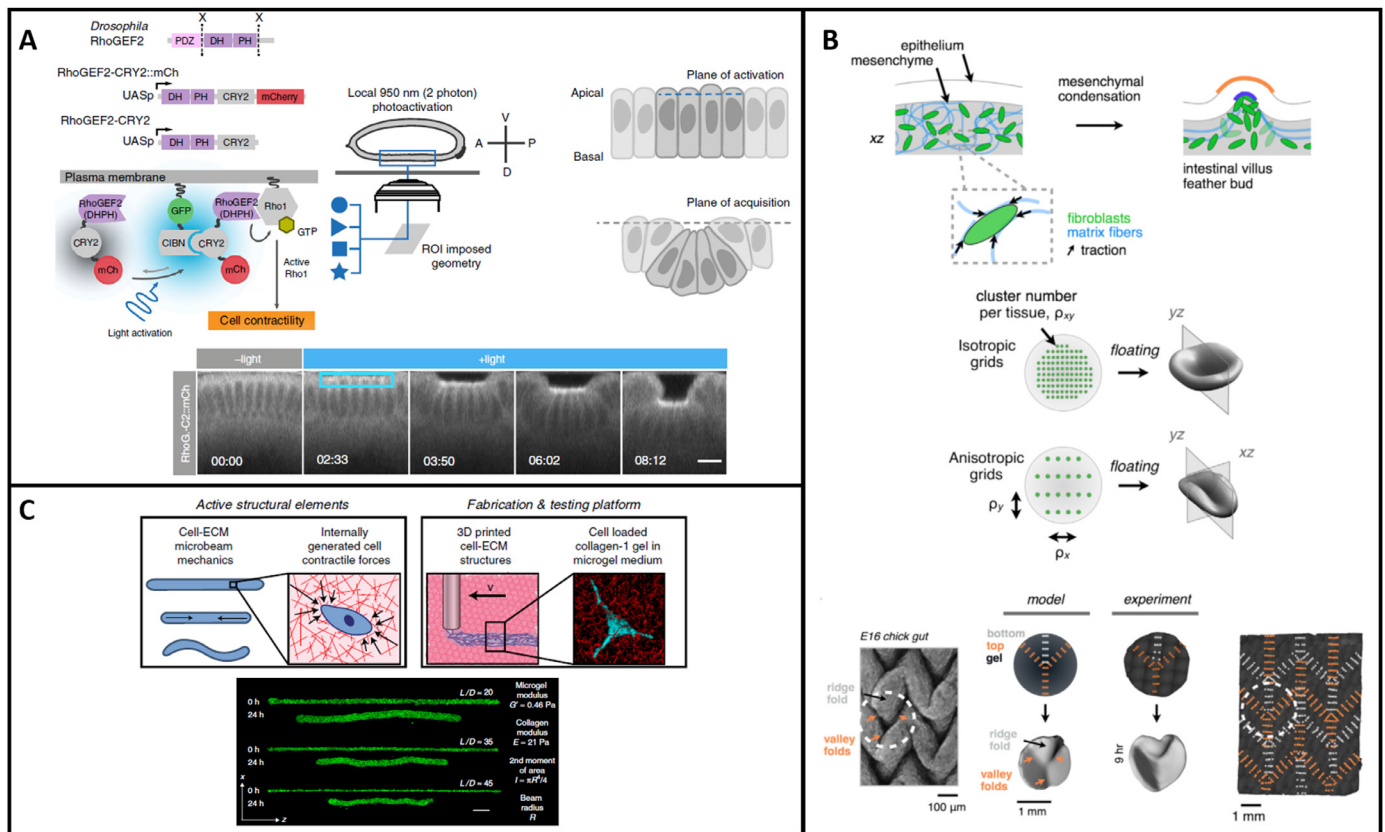 A
Drosophila
RhoGEF2
X
X
PDZ
DH
PH
RhoGEF2-CRY2::mCh
UASp
DH
PH
CRY2
mCherry
RhoGEF2-CRY2
UASp
DH
PH
CRY2
Plasma membrane
RhoGEF2
(DHPH)
CRY2
mCh
GFP
CIBN
CRY2
RhoGEF2
(DHPH)
mCh
Rho1
GTP
Active
Rho1
Light activation
Cell contractility
Local 950 nm (2 photon)
photoactivation
V
A
P
D
ROI imposed
geometry
Plane of activation
Apical
Basal
Plane of acquisition
–light
+light
RhoG.-C2::mCh
00:00
02:33
03:50
06:02
08:12
B
epithelium
mesenchyme
xz
mesenchymal
condensation
intestinal villus
feather bud
fibroblasts
matrix fibers
traction
cluster number
per tissue, ρxy
Isotropic
grids
floating
yz
Anisotropic
grids
floating
yz
xz
ρy
ρx
model
experiment
E16 chick gut
bottom
top
gel
ridge
fold
valley
folds
ridge
fold
valley
folds
9 hr
100 μm
1 mm
1 mm
C
Active structural elements
Fabrication & testing platform
Cell-ECM
microbeam
mechanics
Internally
generated cell
contractile forces
3D printed
cell-ECM
structures
Cell loaded
collagen-1 gel in
microgel medium
v
0 h
L/D ≈ 20
24 h
0 h
L/D ≈ 35
24 h
0 h
L/D ≈ 45
24 h
x
z
Microgel
modulus
G′ = 0.46 Pa
Collagen
modulus
E = 21 Pa
2nd moment
of area
I = πR⁴/4
Beam
radius
R